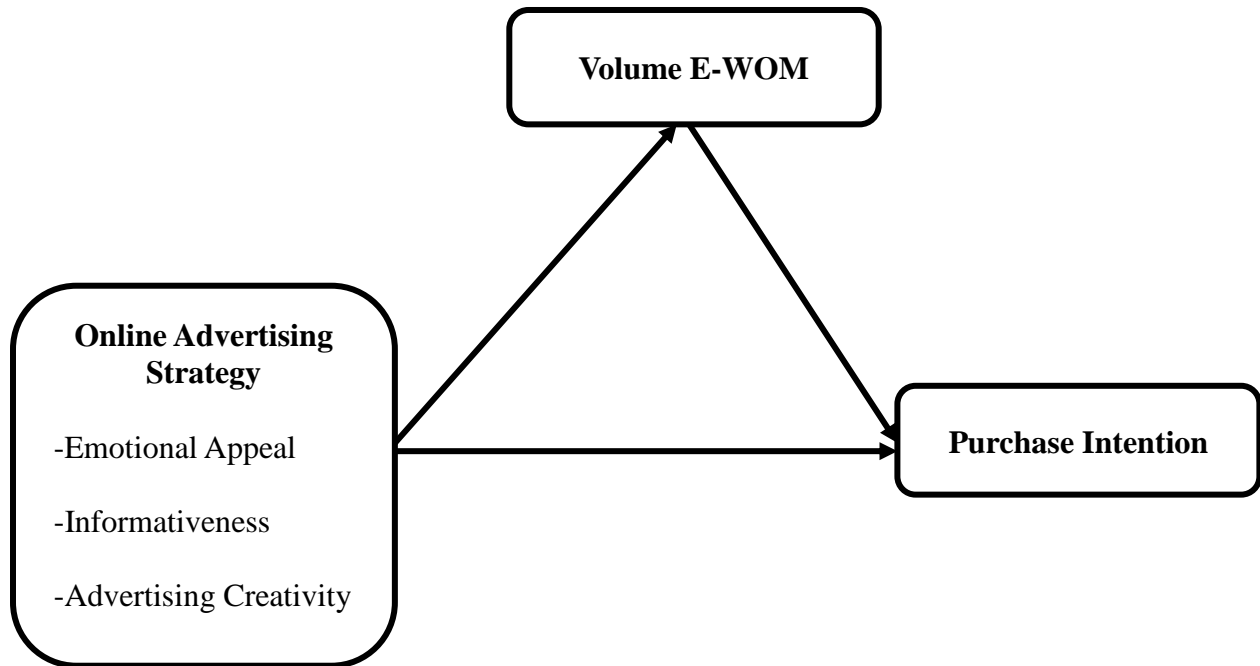 Volume E-WOM
Online Advertising
Strategy
-Emotional Appeal
-Informativeness
-Advertising Creativity
Purchase Intention